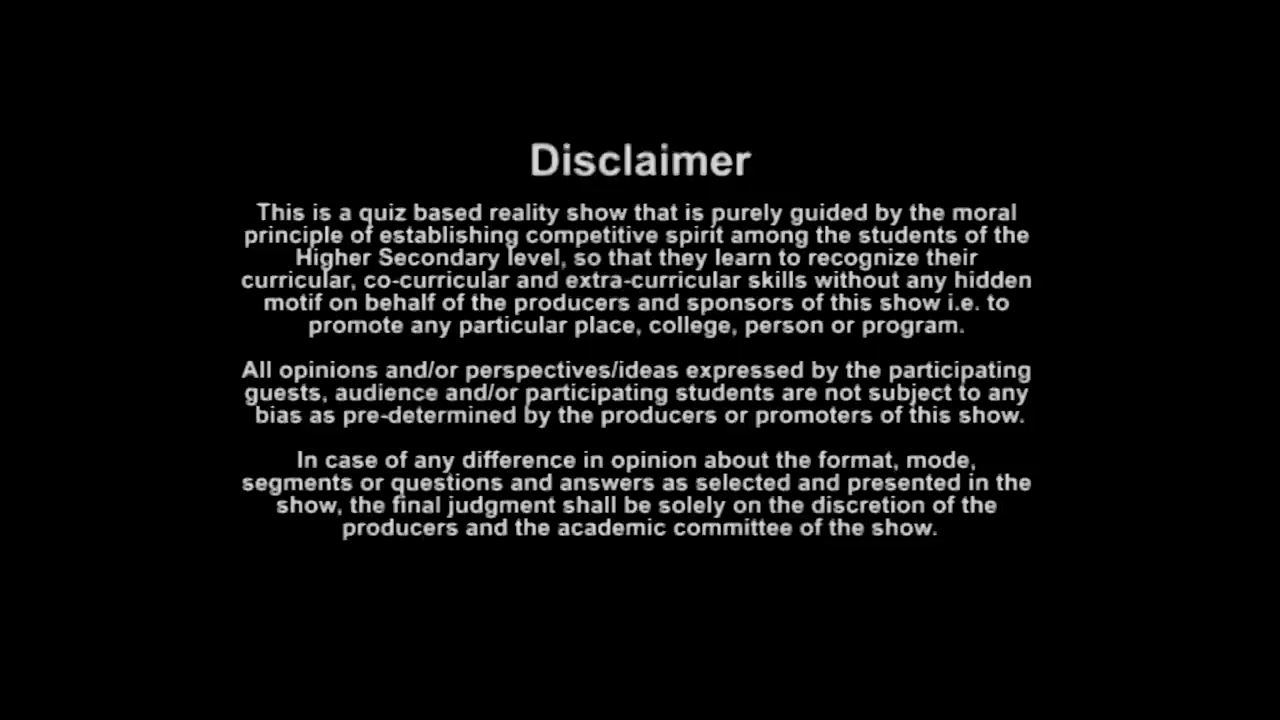 Disclaimer
This is a quiz based reality show that is purely guided by the moral
principle of establishing competitive spirit among the students of the
Higher Secondary level, so that they learn to recognize their
curricular, co-curricular and extra-curricular skills without any hidden
motif on behalf of the producers and sponsors of this show i.e. to
promote any particular place, college, person or program.
All opinions and/or perspectives/ideas expressed by the participating
guests, audience and/or participating students are not subject to any
bias as pre-determined by the producers or promoters of this show.
In case of any difference in opinion about the format, mode,
segments or questions and answers as selected and presented in the
show, the final judgment shall be solely on the discretion of the
producers and the academic committee of the show.